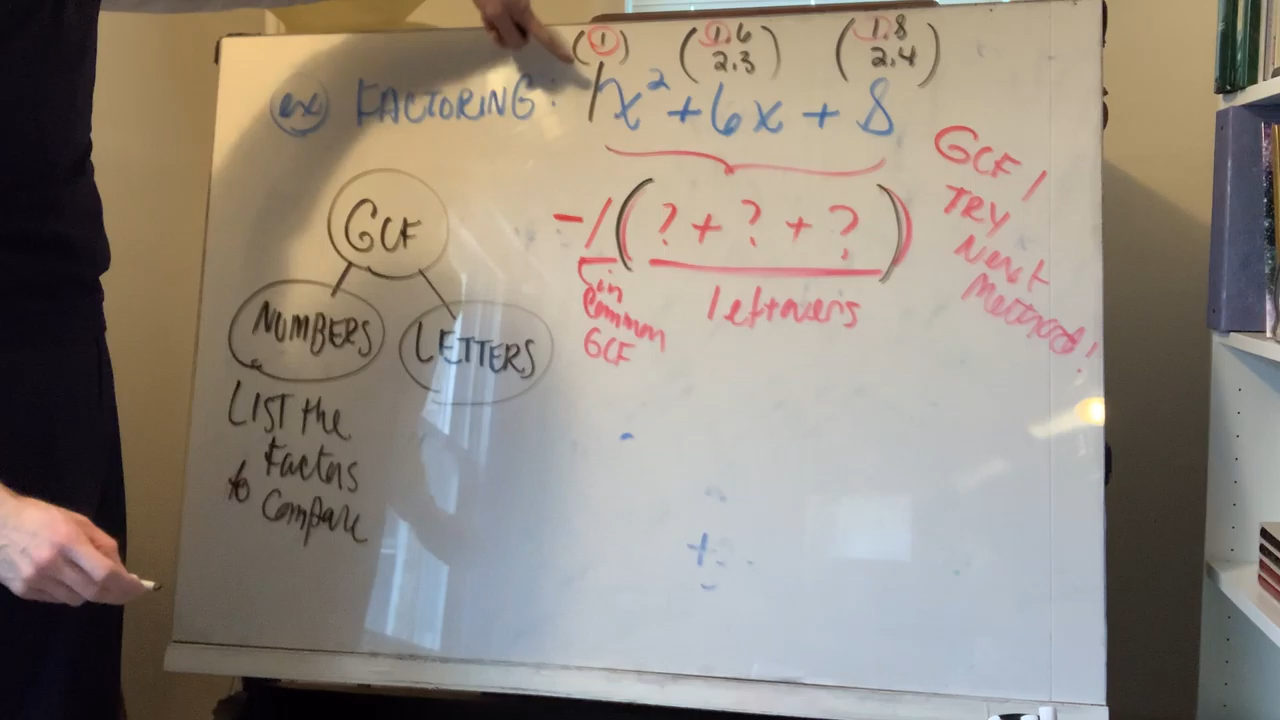 (1) (1,6 (1,8
2,3) 2,4)
ex FACTORING: 1x² + 6x + 8
GCF
NUMBERS LETTERS
LIST the
Factors
to Compare
-1(? + ? + ?)
in
Common
GCF
leftovers
GCF /
TRY
Next
Method!
+